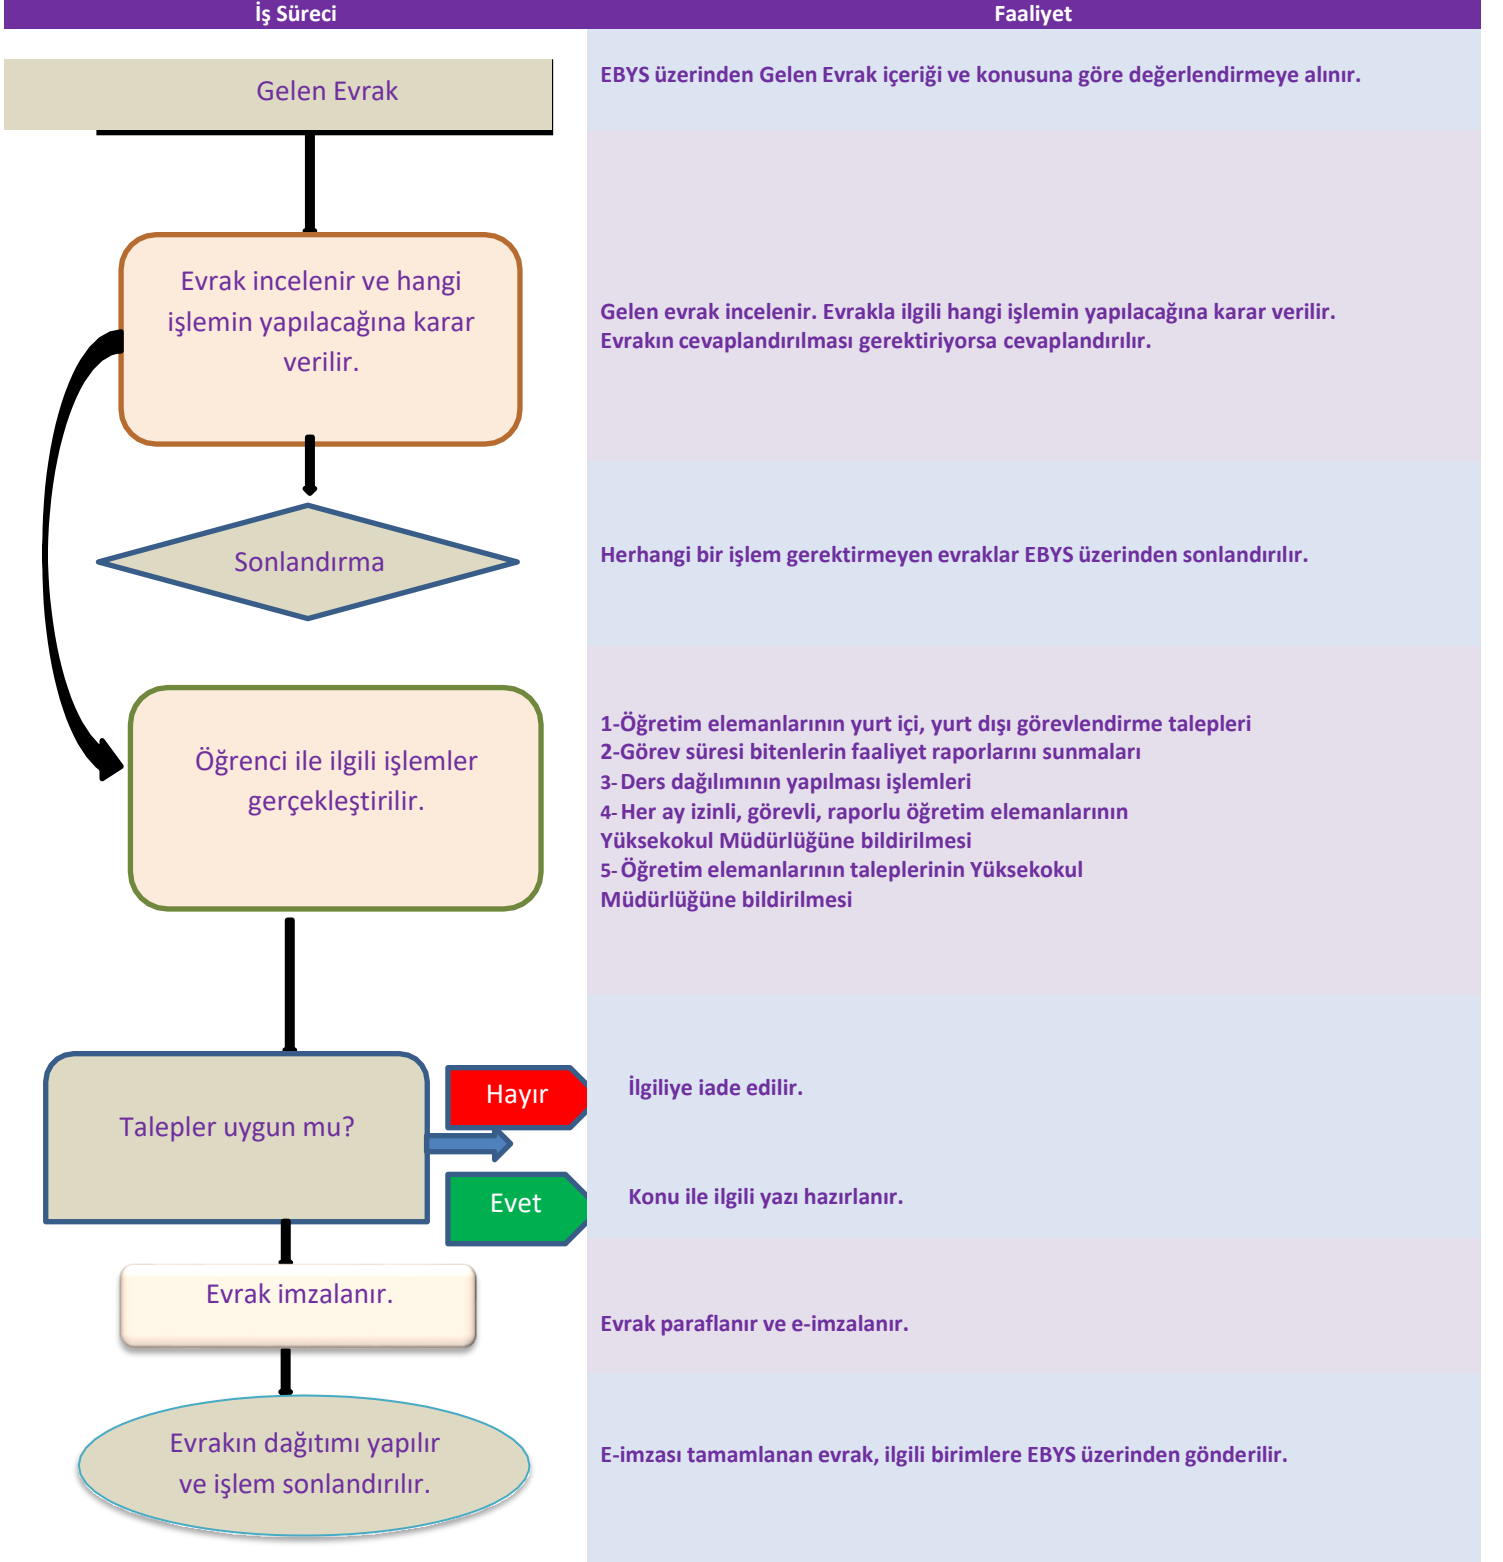 İş Süreci
Faaliyet
Gelen Evrak
EBYS üzerinden Gelen Evrak içeriği ve konusuna göre değerlendirmeye alınır.
Evrak incelenir ve hangi
işlemin yapılacağına karar
verilir.
Gelen evrak incelenir. Evrakla ilgili hangi işlemin yapılacağına karar verilir.
Evrakın cevaplandırılması gerektiriyorsa cevaplandırılır.
Sonlandırma
Herhangi bir işlem gerektirmeyen evraklar EBYS üzerinden sonlandırılır.
Öğrenci ile ilgili işlemler
gerçekleştirilir.
1-Öğretim elemanlarının yurt içi, yurt dışı görevlendirme talepleri
2-Görev süresi bitenlerin faaliyet raporlarını sunmaları
3- Ders dağılımının yapılması işlemleri
4- Her ay izinli, görevli, raporlu öğretim elemanlarının
Yüksekokul Müdürlüğüne bildirilmesi
5- Öğretim elemanlarının taleplerinin Yüksekokul
Müdürlüğüne bildirilmesi
Talepler uygun mu?
Hayır
İlgiliye iade edilir.
Evet
Konu ile ilgili yazı hazırlanır.
Evrak imzalanır.
Evrak paraflanır ve e-imzalanır.
Evrakın dağıtımı yapılır
ve işlem sonlandırılır.
E-imzası tamamlanan evrak, ilgili birimlere EBYS üzerinden gönderilir.